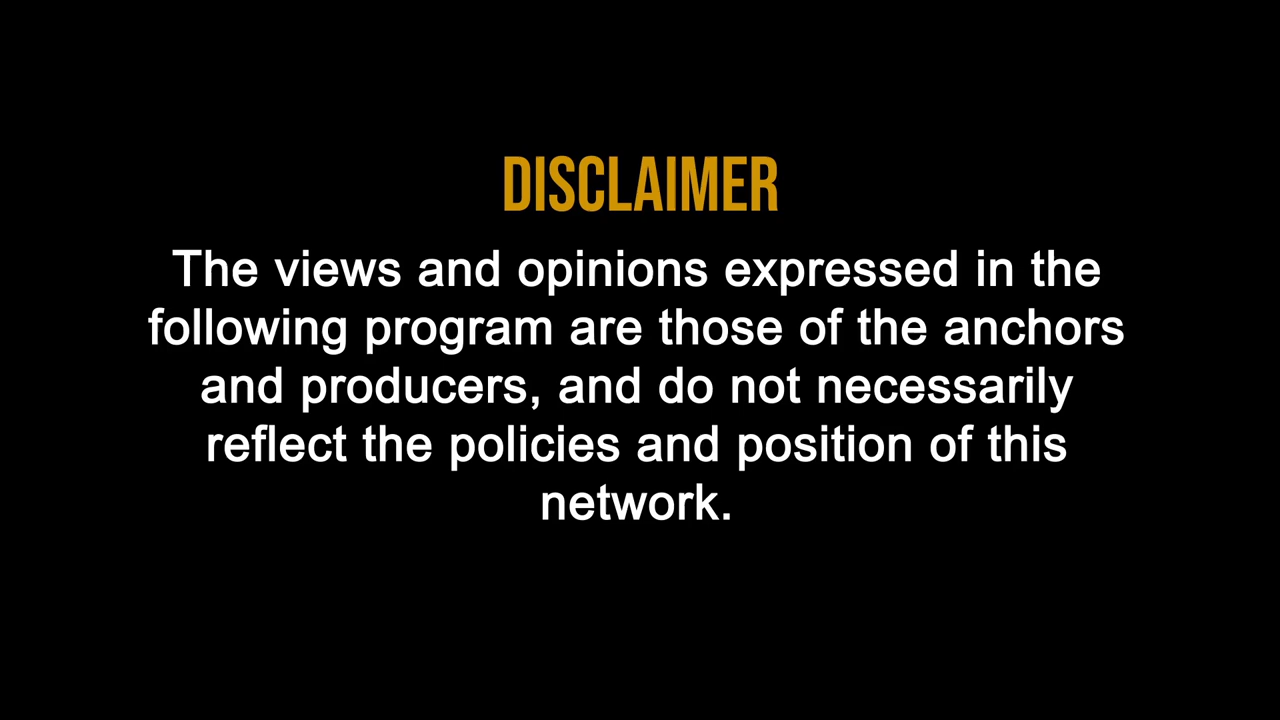 DISCLAIMER
The views and opinions expressed in the
following program are those of the anchors
and producers, and do not necessarily
reflect the policies and position of this
network.